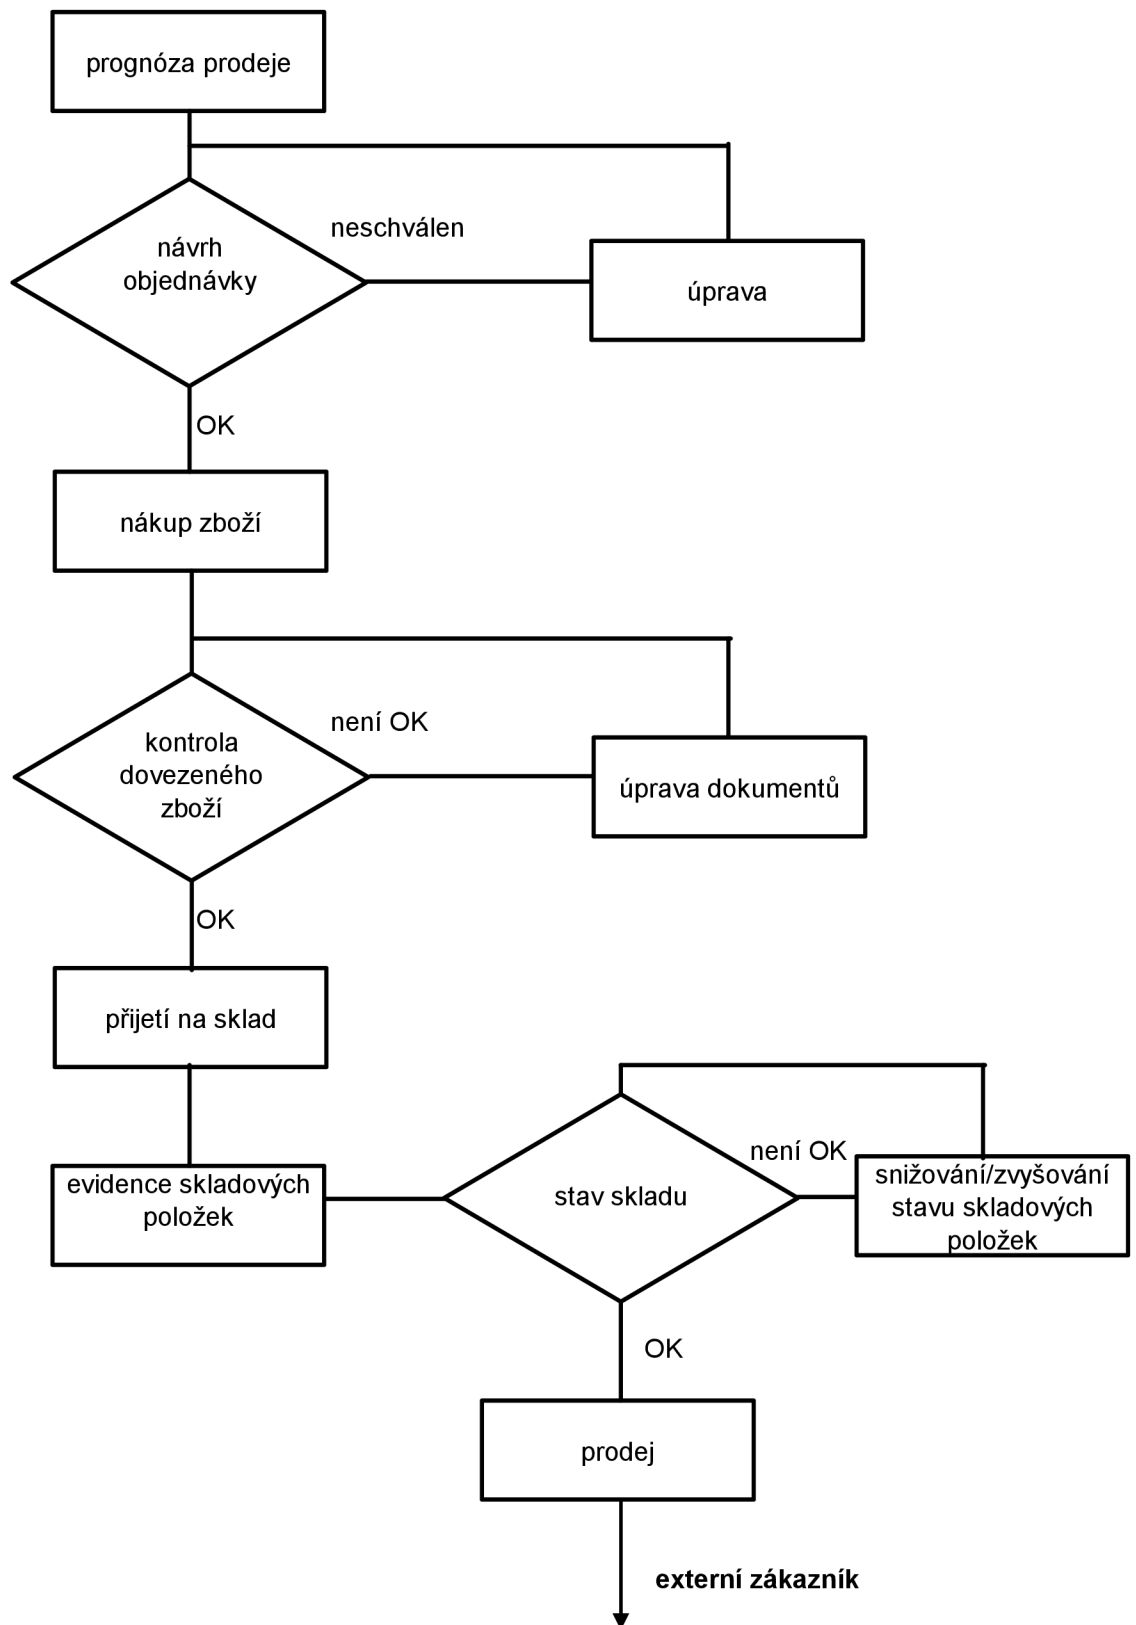 prognóza prodeje
návrh
objednávky
neschválen
úprava
OK
nákup zboží
kontrola
dovezeného
zboží
není OK
úprava dokumentů
OK
přijetí na sklad
evidence skladových
položek
stav skladu
není OK
snižování/zvyšování
stavu skladových
položek
OK
prodej
externí zákazník